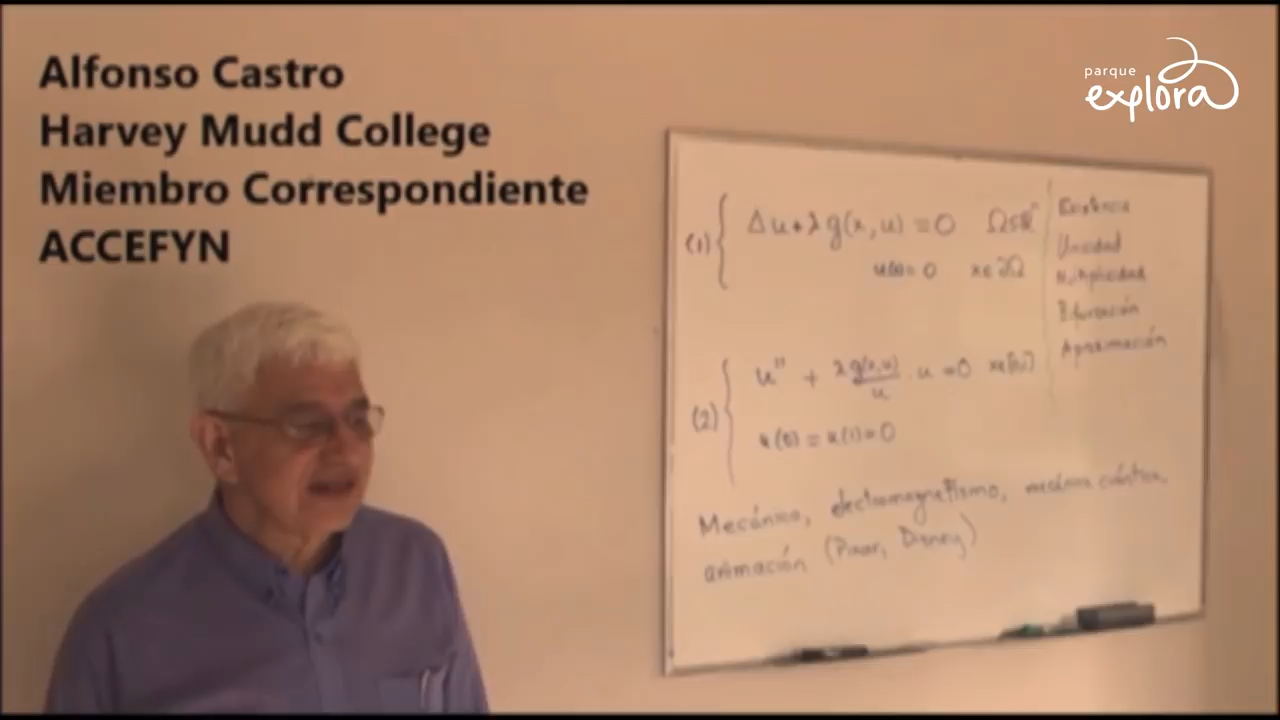 Alfonso Castro
Harvey Mudd College
Miembro Correspondiente
ACCEFYN
parque
explora
(1) Δu + λ g(x, u) = 0 Ω ⊆ ℝⁿ
u(x) = 0 x ∈ ∂Ω
Existencia
Unicidad
Multiplicidad
Bifurcación
Aproximación
(2) u'' + λ g(x,u)/u · u = 0 x ∈ [0,1]
u(0) = u(1) = 0
Mecánica, electromagnetismo, mecánica cuántica,
animación (Pixar, Disney)